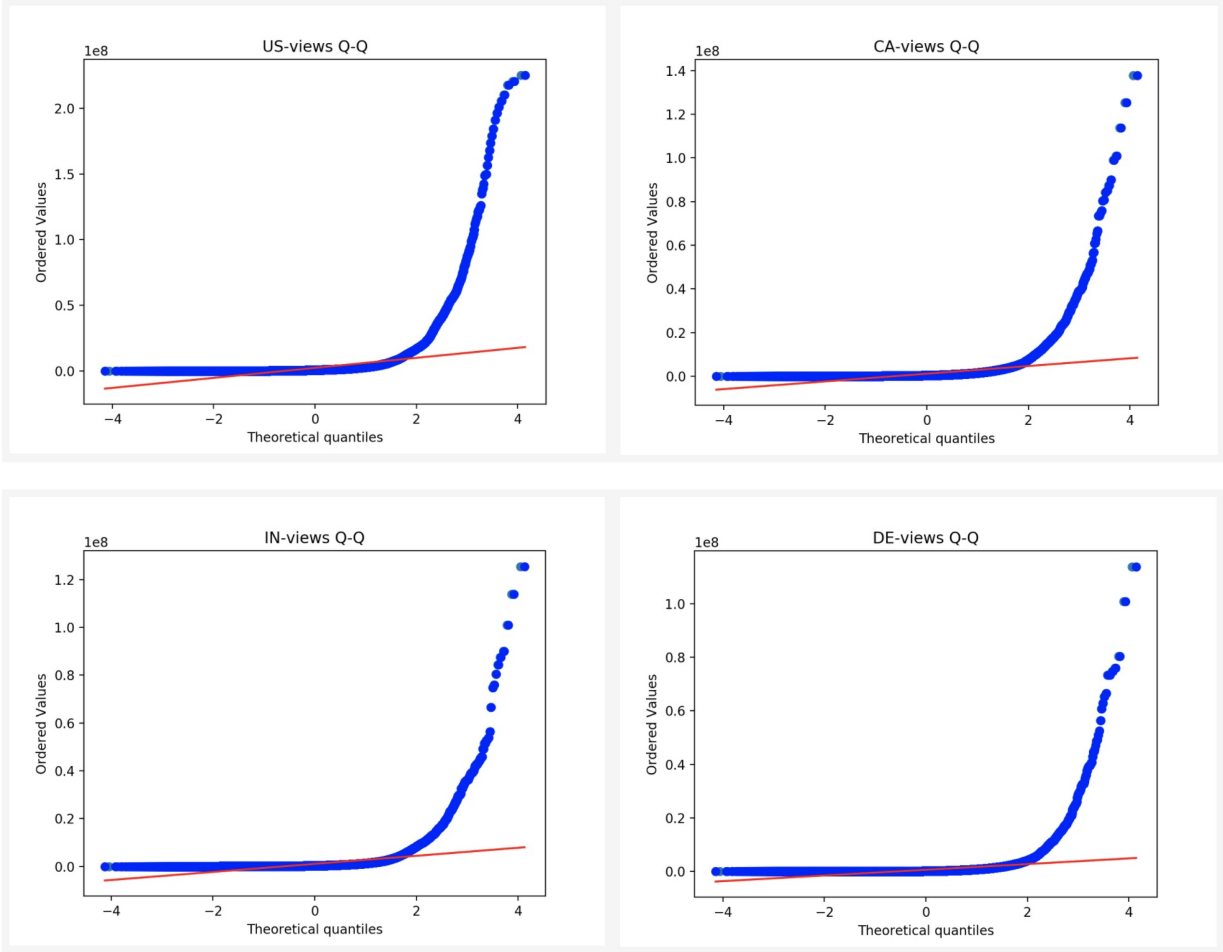 US-views Q-Q
1e8
2.0
1.5
1.0
0.5
0.0
Ordered Values
−4 −2 0 2 4
Theoretical quantiles
CA-views Q-Q
1e8
1.4
1.2
1.0
0.8
0.6
0.4
0.2
0.0
Ordered Values
−4 −2 0 2 4
Theoretical quantiles
IN-views Q-Q
1e8
1.2
1.0
0.8
0.6
0.4
0.2
0.0
Ordered Values
−4 −2 0 2 4
Theoretical quantiles
DE-views Q-Q
1e8
1.0
0.8
0.6
0.4
0.2
0.0
Ordered Values
−4 −2 0 2 4
Theoretical quantiles